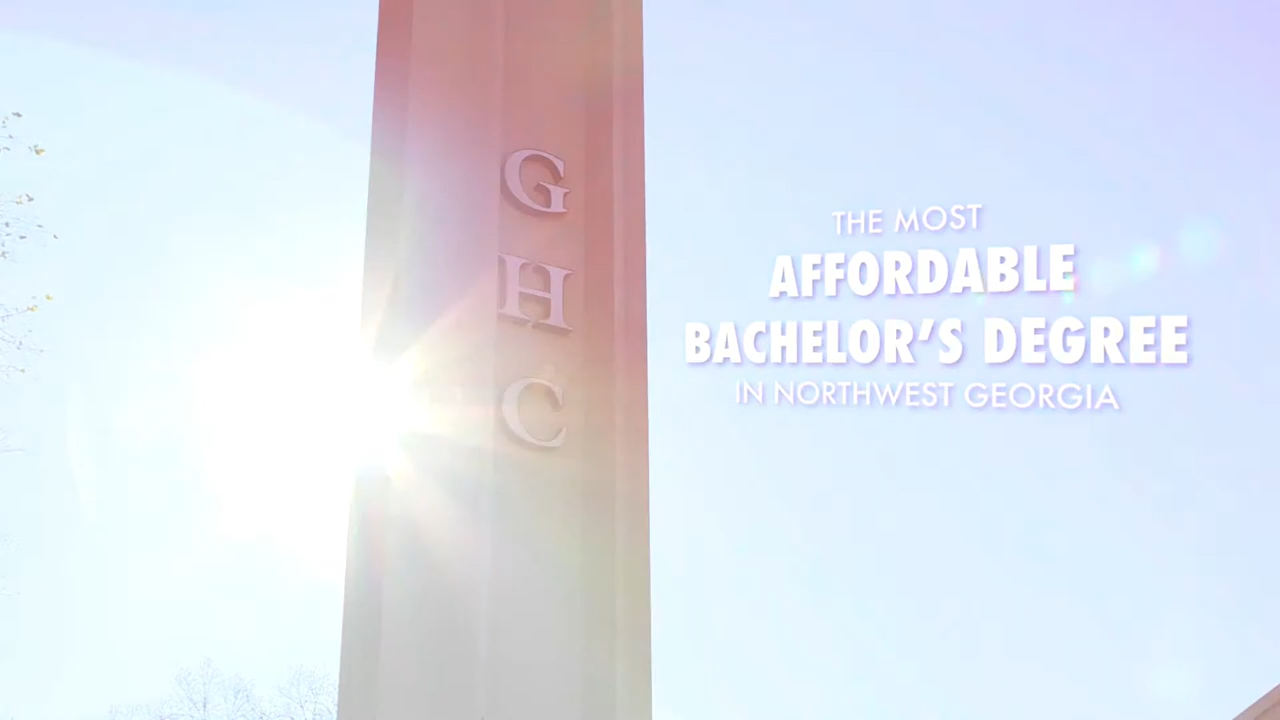 G
H
C
THE MOST
AFFORDABLE
BACHELOR'S DEGREE
IN NORTHWEST GEORGIA